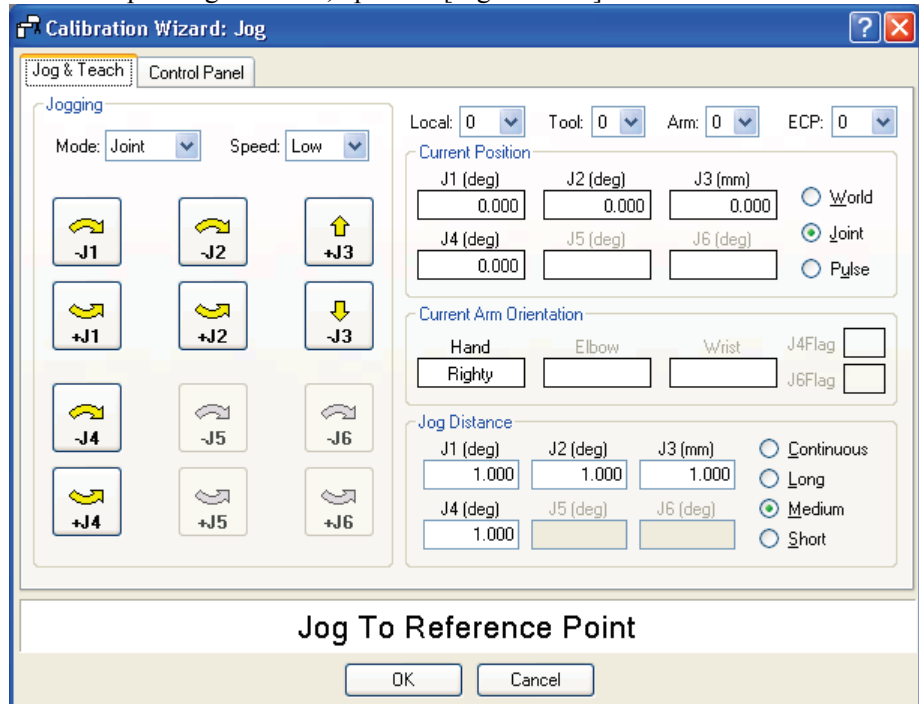 Calibration Wizard: Jog
Jog & Teach Control Panel
Jogging
Mode: Joint Speed: Low
-J1 -J2 +J3
+J1 +J2 -J3
-J4 -J5 -J6
+J4 +J5 +J6
Local: 0 Tool: 0 Arm: 0 ECP: 0
Current Position
J1 (deg) J2 (deg) J3 (mm)
0.000 0.000 0.000
J4 (deg) J5 (deg) J6 (deg)
0.000
World
Joint
Pulse
Current Arm Orientation
Hand Elbow Wrist
Righty
J4Flag
J6Flag
Jog Distance
J1 (deg) J2 (deg) J3 (mm)
1.000 1.000 1.000
J4 (deg) J5 (deg) J6 (deg)
1.000
Continuous
Long
Medium
Short
Jog To Reference Point
OK Cancel